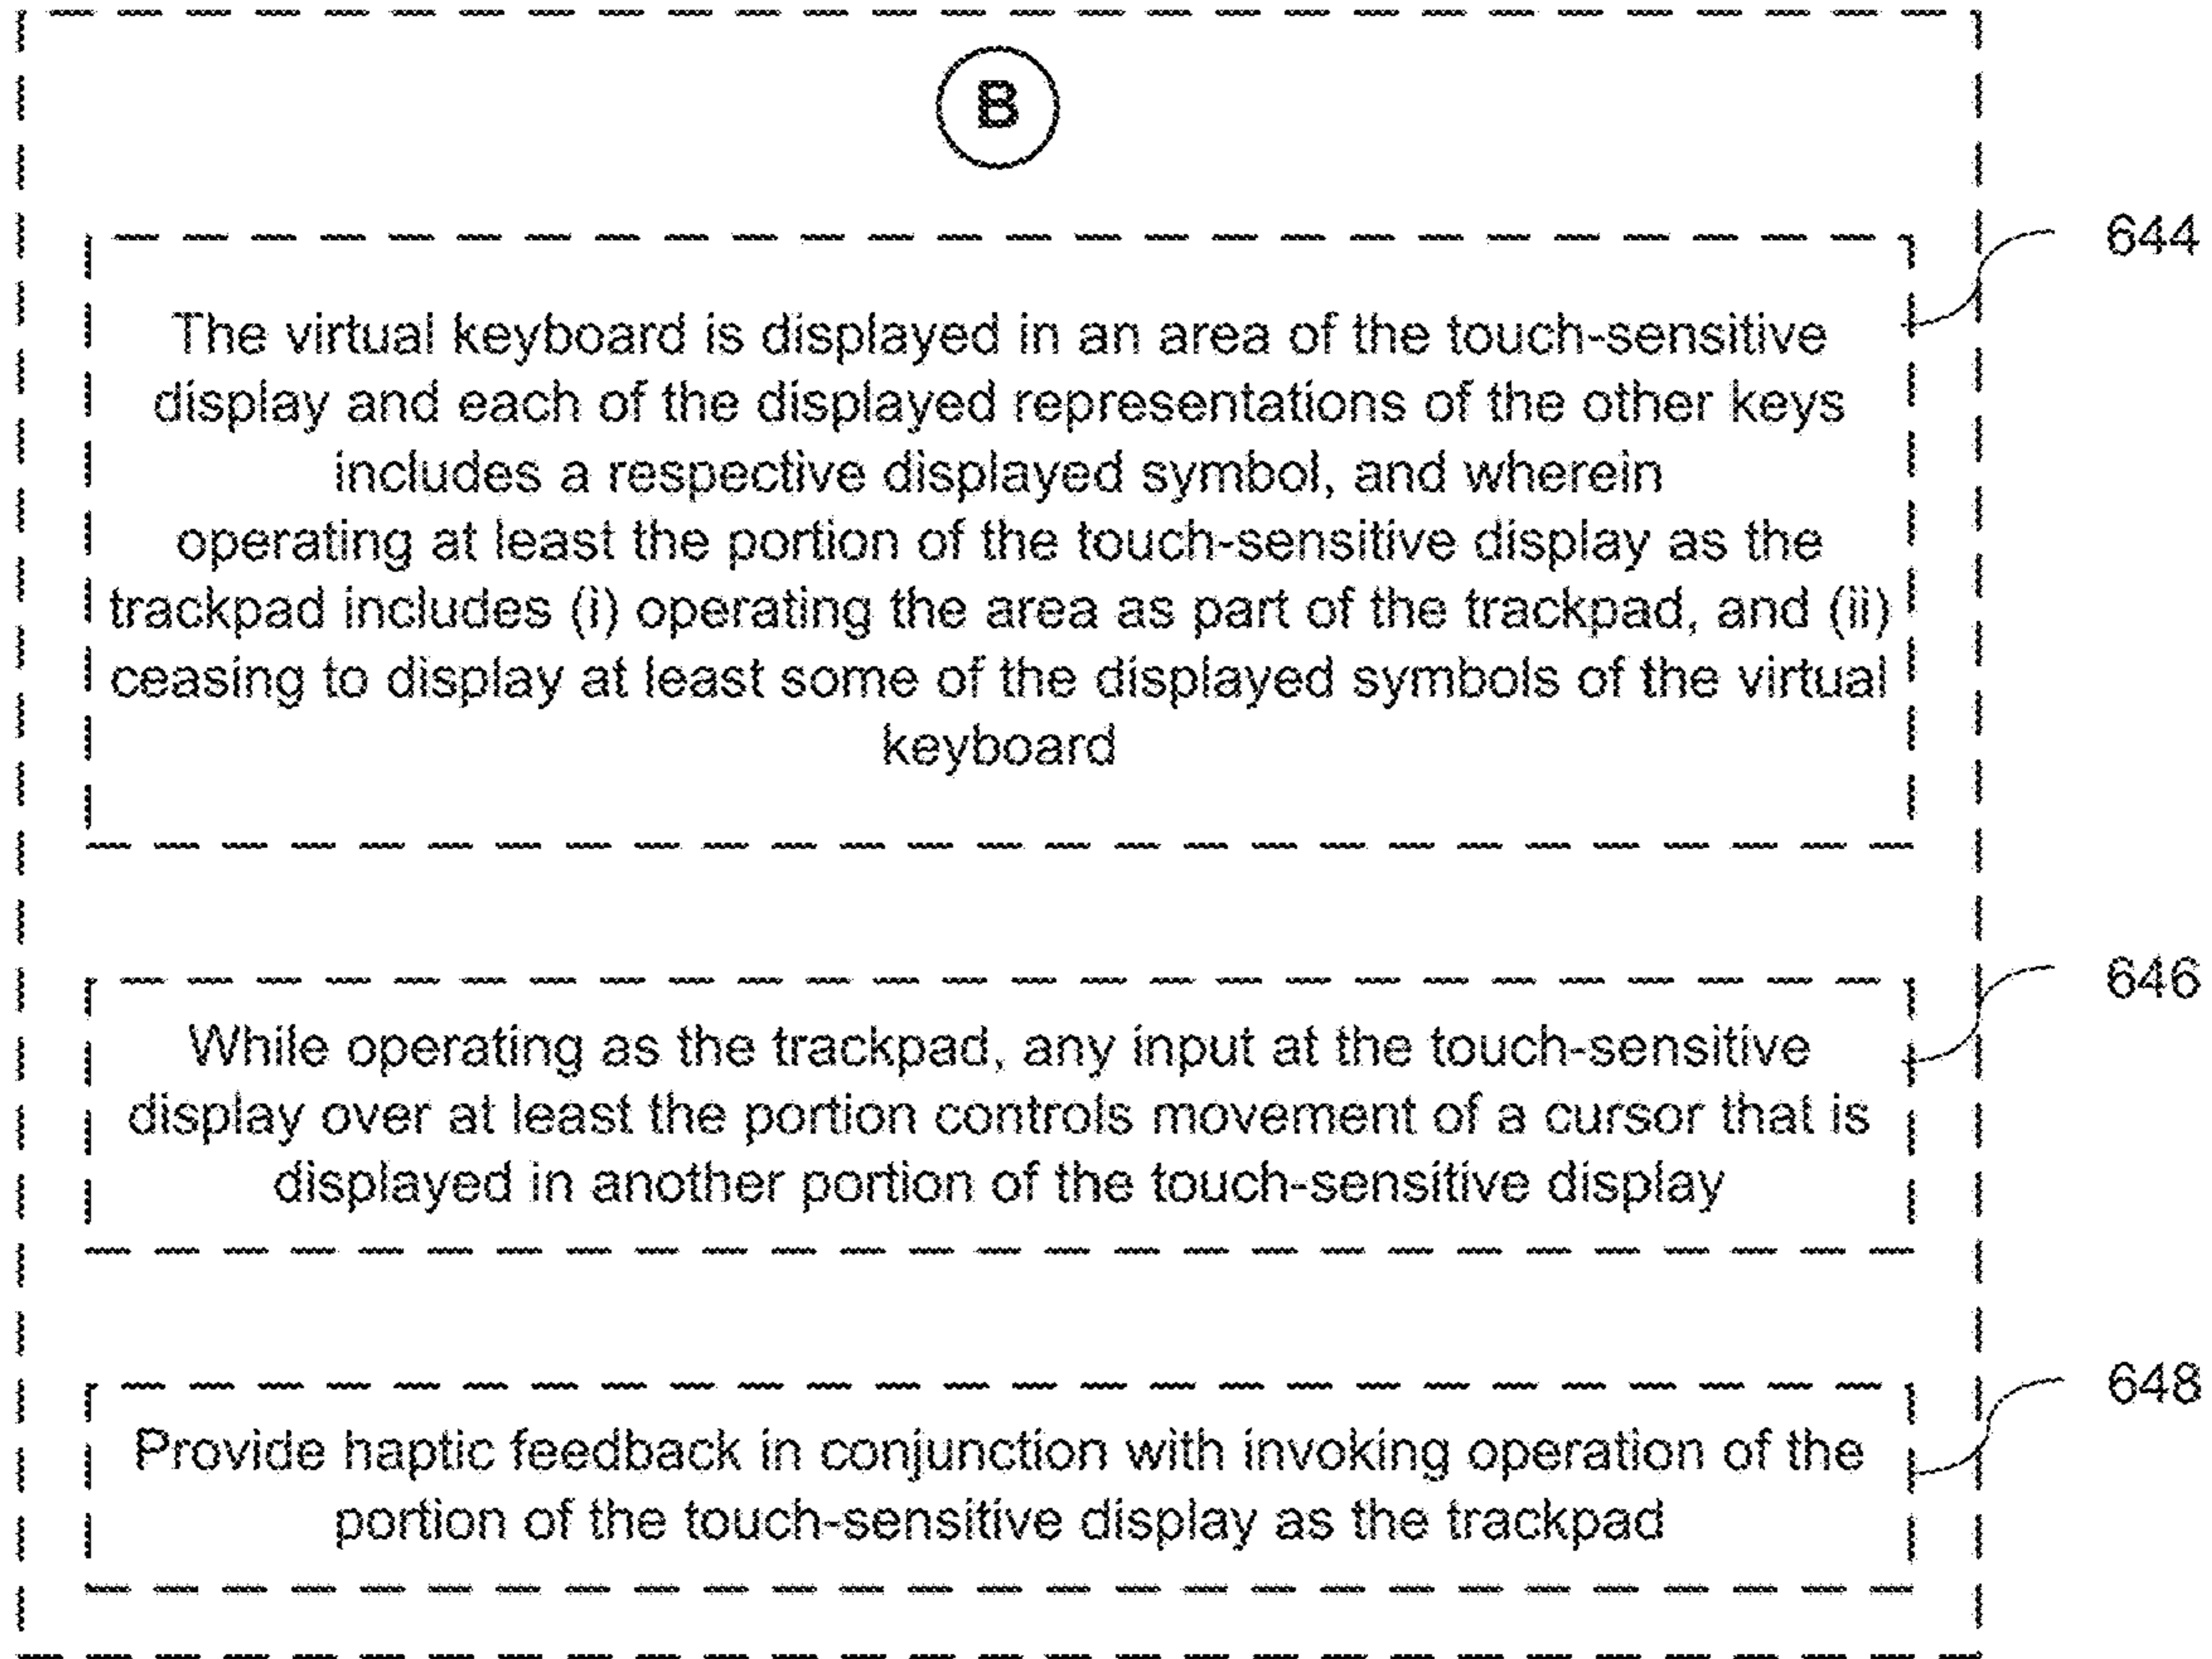 B
644
The virtual keyboard is displayed in an area of the touch-sensitive
display and each of the displayed representations of the other keys
includes a respective displayed symbol, and wherein
operating at least the portion of the touch-sensitive display as the
trackpad includes (i) operating the area as part of the trackpad, and (ii)
ceasing to display at least some of the displayed symbols of the virtual
keyboard
646
While operating as the trackpad, any input at the touch-sensitive
display over at least the portion controls movement of a cursor that is
displayed in another portion of the touch-sensitive display
648
Provide haptic feedback in conjunction with invoking operation of the
portion of the touch-sensitive display as the trackpad